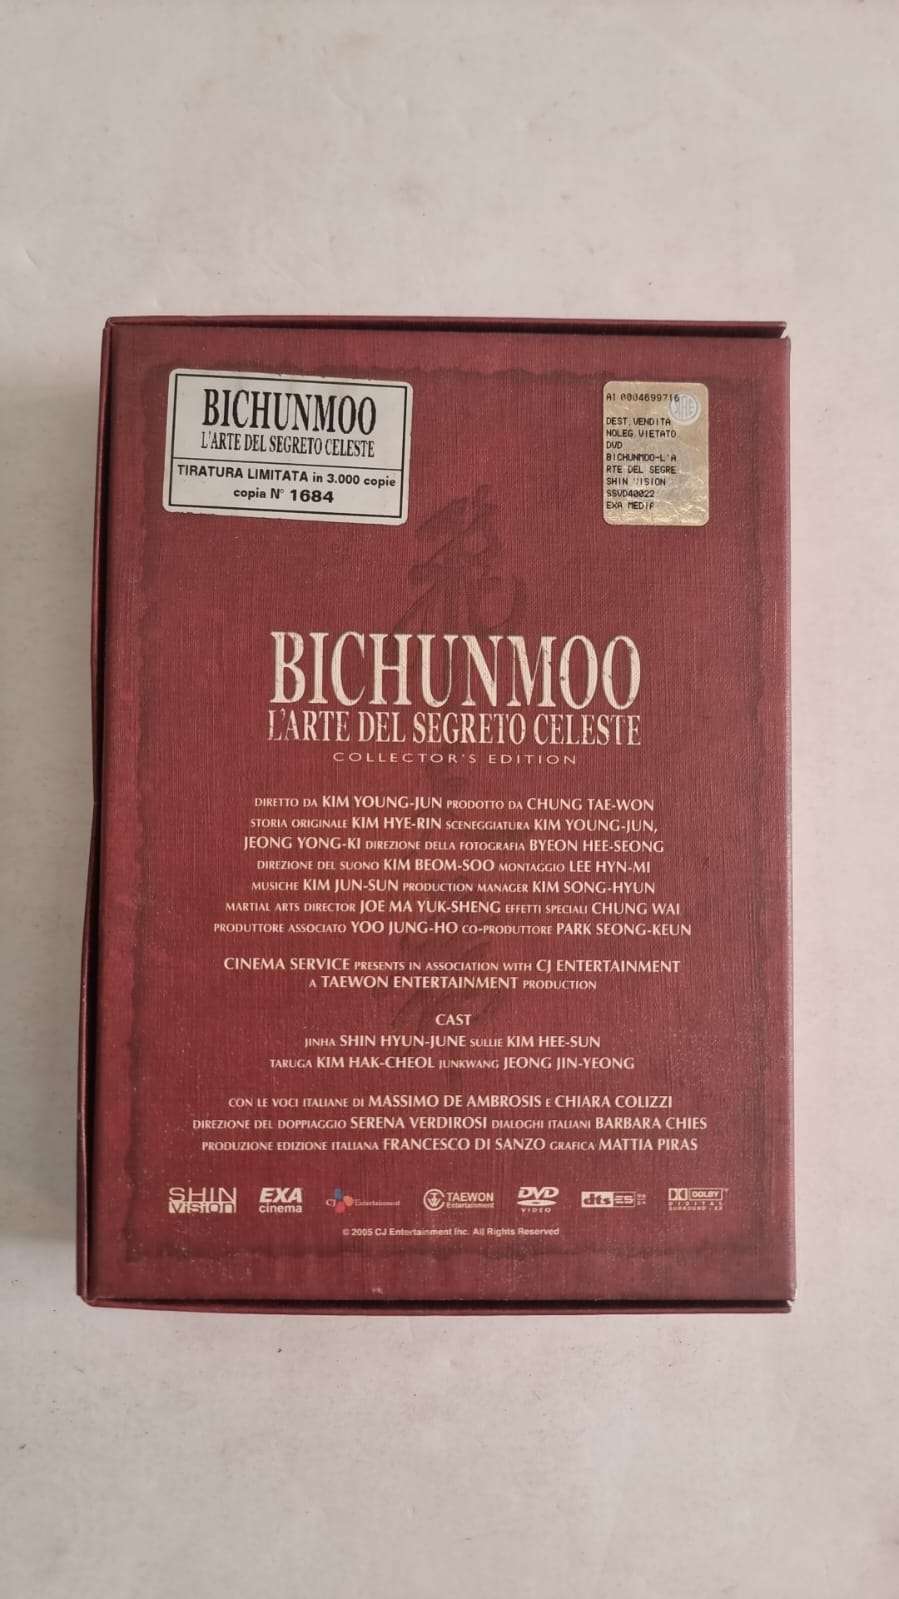 BICHUNMOO
L'ARTE DEL SEGRETO CELESTE
TIRATURA LIMITATA in 3.000 copie
copia N° 1684
A1 0004699716
DEST.VENDITA
NOLEG.VIETATO
DVD
BICHUNMOO-L'A
RTE DEL SEGRE
SHIN VISION
SSVD40022
EXA MEDIA
BICHUNMOO
L'ARTE DEL SEGRETO CELESTE
COLLECTOR'S EDITION
DIRETTO DA KIM YOUNG-JUN PRODOTTO DA CHUNG TAE-WON
STORIA ORIGINALE KIM HYE-RIN SCENEGGIATURA KIM YOUNG-JUN,
JEONG YONG-KI DIREZIONE DELLA FOTOGRAFIA BYEON HEE-SEONG
DIREZIONE DEL SUONO KIM BEOM-SOO MONTAGGIO LEE HYN-MI
MUSICHE KIM JUN-SUN PRODUCTION MANAGER KIM SONG-HYUN
MARTIAL ARTS DIRECTOR JOE MA YUK-SHENG EFFETTI SPECIALI CHUNG WAI
PRODUTTORE ASSOCIATO YOO JUNG-HO CO-PRODUTTORE PARK SEONG-KEUN
CINEMA SERVICE PRESENTS IN ASSOCIATION WITH CJ ENTERTAINMENT
A TAEWON ENTERTAINMENT PRODUCTION
CAST
JINHA SHIN HYUN-JUNE SULLIE KIM HEE-SUN
TARUGA KIM HAK-CHEOL JUNKWANG JEONG JIN-YEONG
CON LE VOCI ITALIANE DI MASSIMO DE AMBROSIS E CHIARA COLIZZI
DIREZIONE DEL DOPPIAGGIO SERENA VERDIROSI DIALOGHI ITALIANI BARBARA CHIES
PRODUZIONE EDIZIONE ITALIANA FRANCESCO DI SANZO GRAFICA MATTIA PIRAS
SHIN VISION EXA cinema CJ Entertainment TAEWON Entertainment DVD VIDEO dts ES DOLBY DIGITAL SURROUND · EX
© 2005 CJ Entertainment Inc. All Rights Reserved